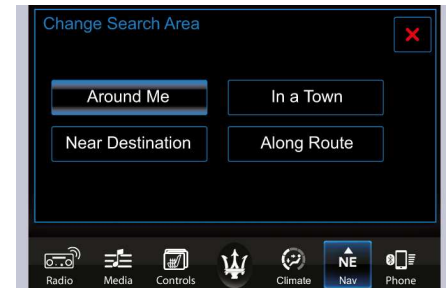 Change Search Area
Around Me
In a Town
Near Destination
Along Route
NE
Radio Media Controls Climate Nav Phone